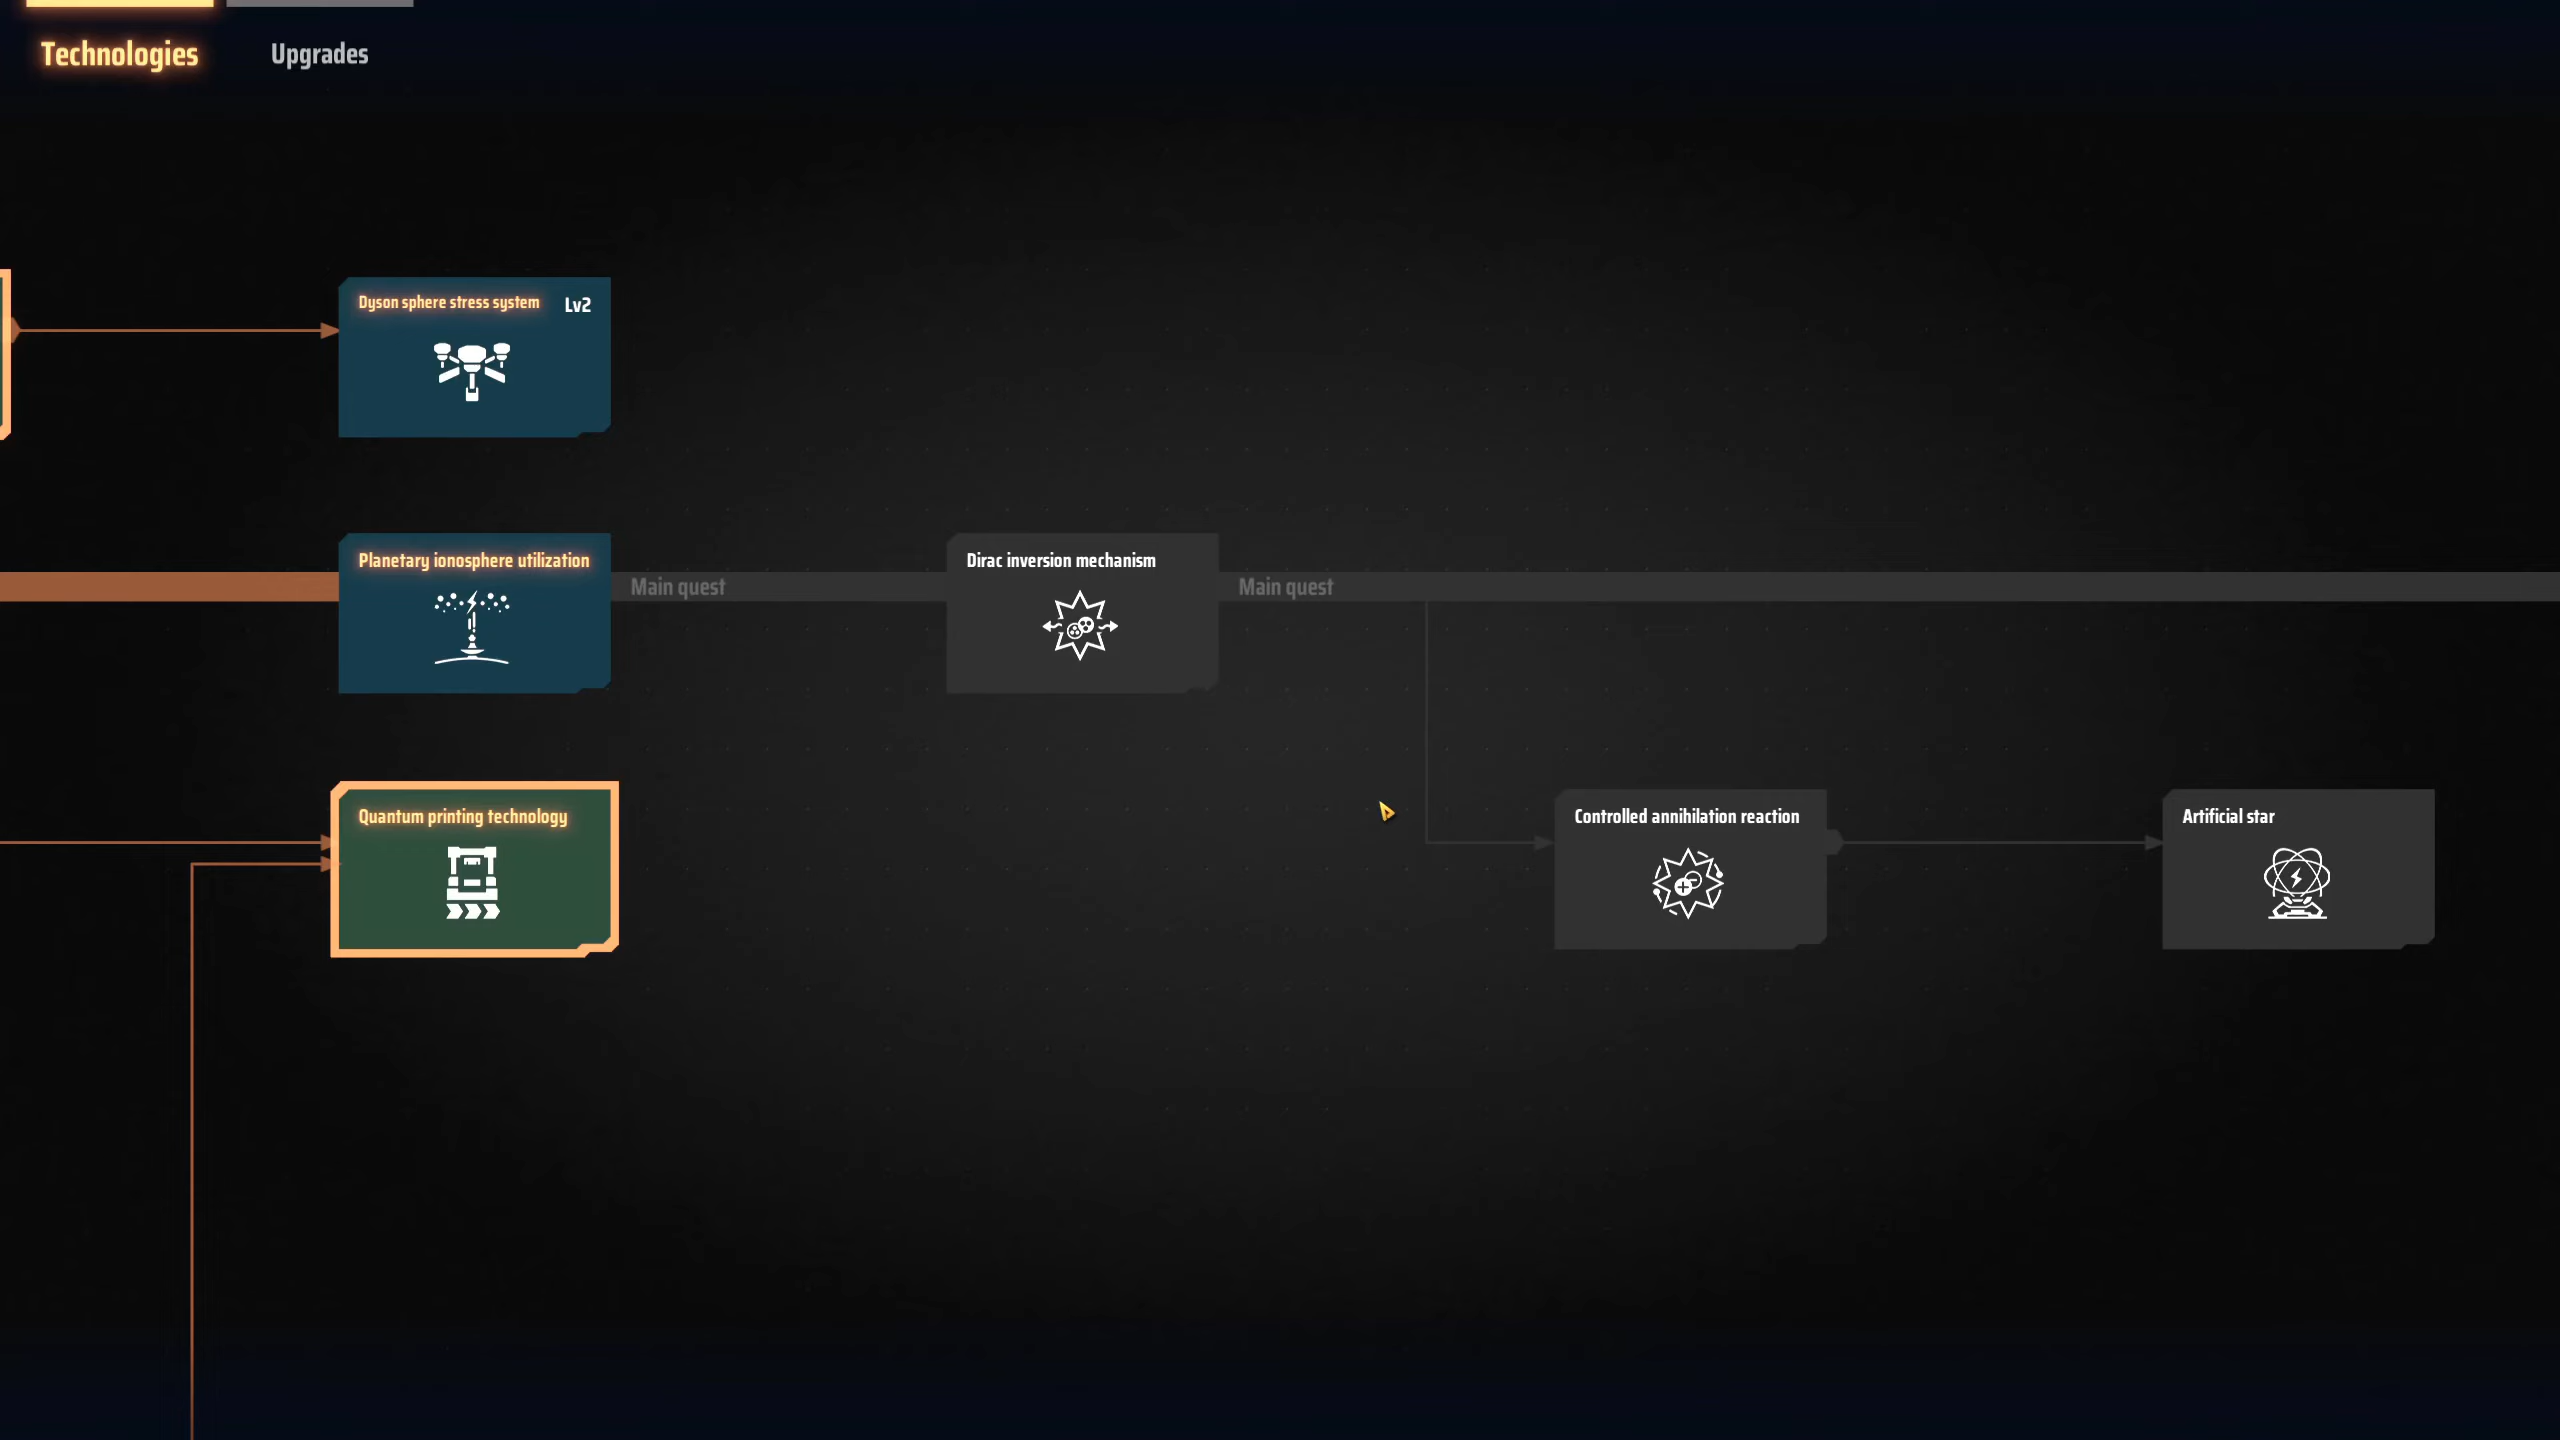 Technologies
Upgrades
Dyson sphere stress system
Lv2
Planetary ionosphere utilization
Main quest
Dirac inversion mechanism
Main quest
Quantum printing technology
Controlled annihilation reaction
Artificial star